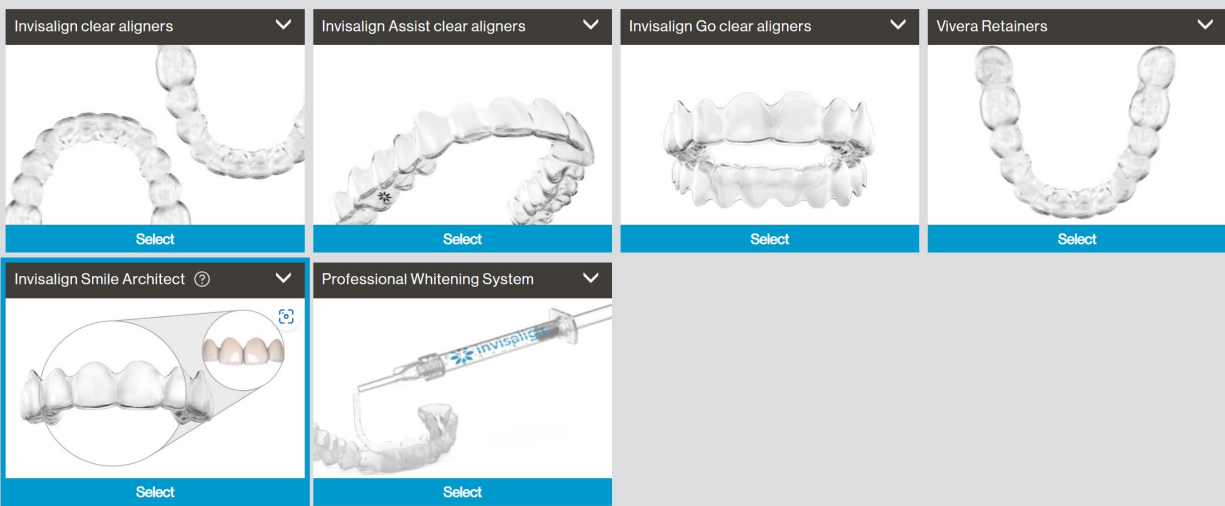 Invisalign clear aligners
Invisalign Assist clear aligners
Invisalign Go clear aligners
Vivera Retainers
Select
Select
Select
Select
Invisalign Smile Architect ?
Professional Whitening System
invisalign
Select
Select